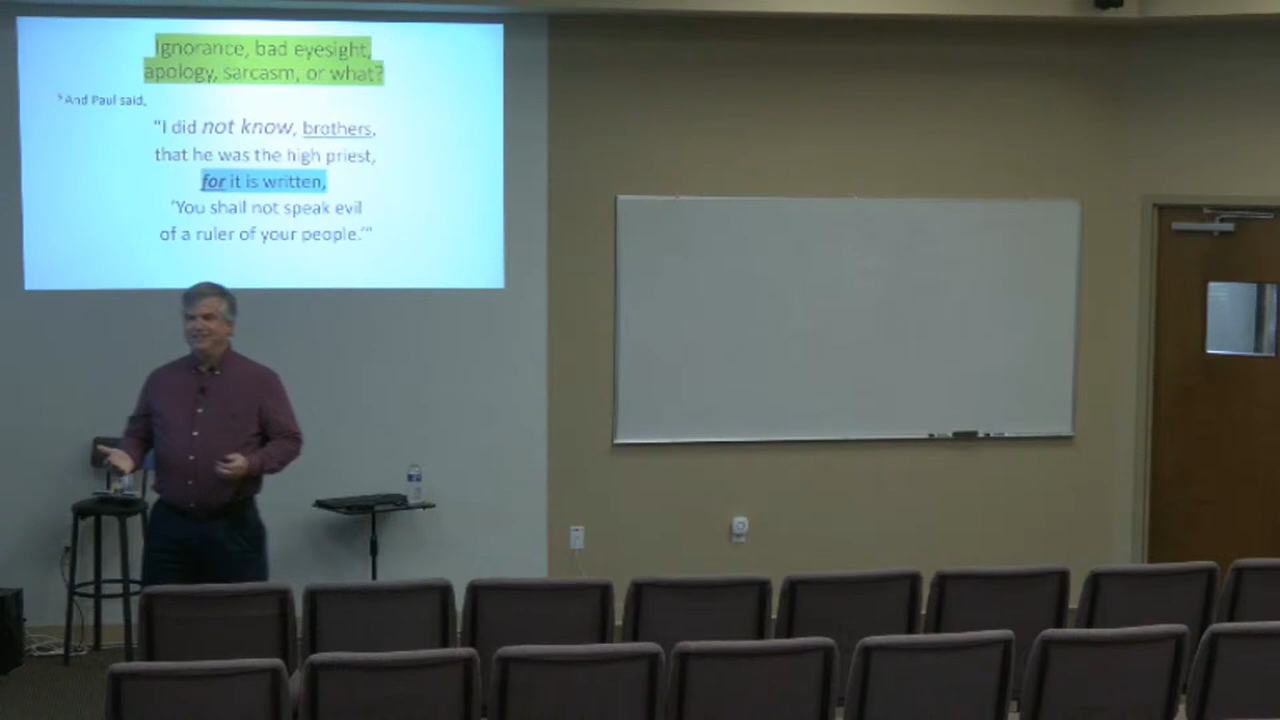 Ignorance, bad eyesight,
apology, sarcasm, or what?
⁵And Paul said,
"I did not know, brothers,
that he was the high priest,
for it is written,
'You shall not speak evil
of a ruler of your people.'"